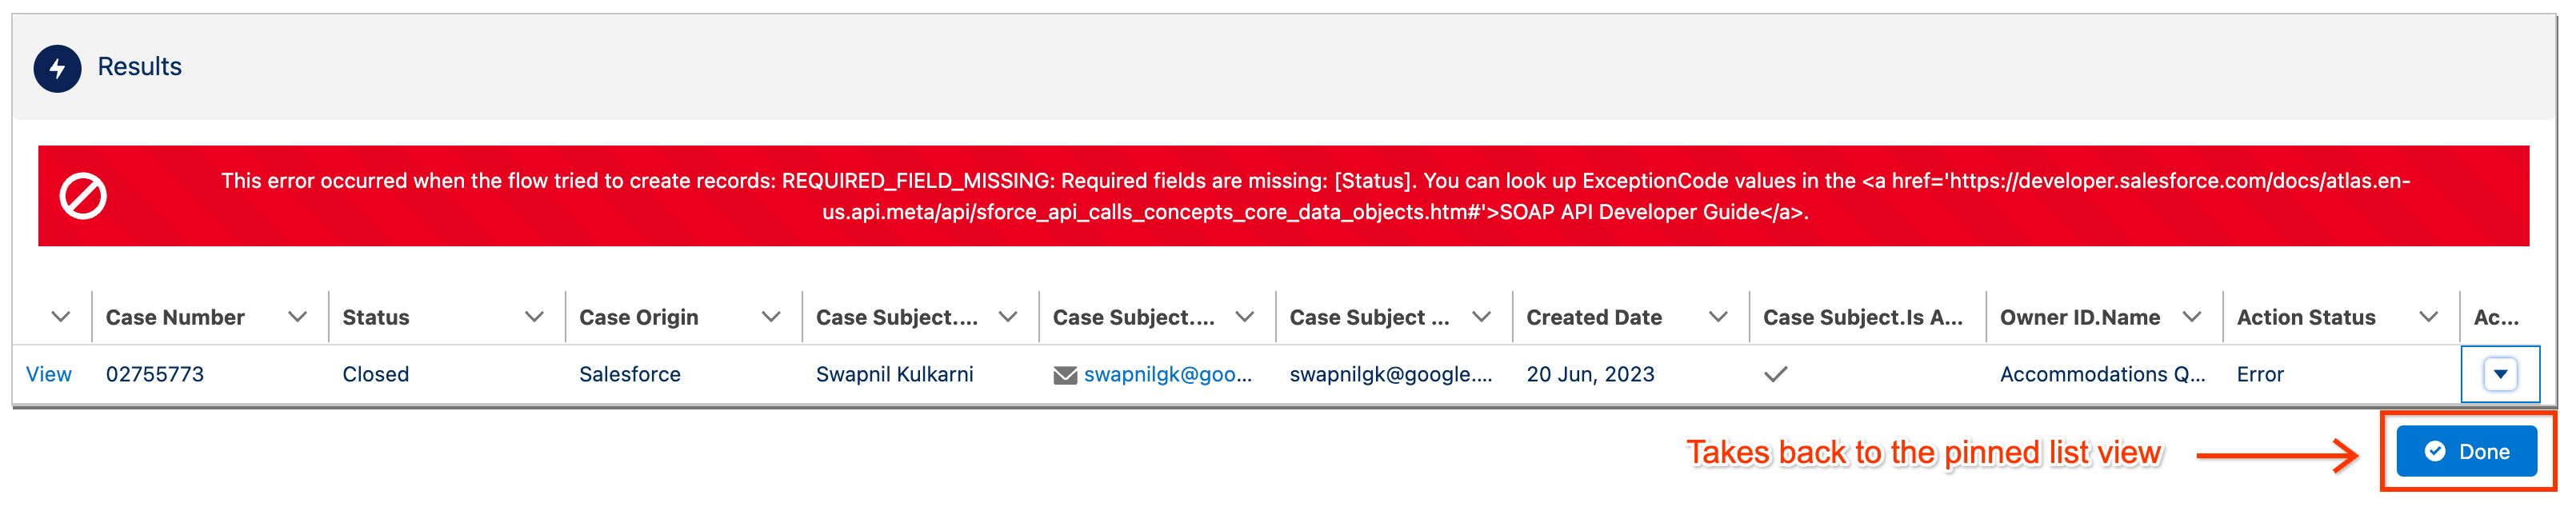 Results
This error occurred when the flow tried to create records: REQUIRED_FIELD_MISSING: Required fields are missing: [Status]. You can look up ExceptionCode values in the <a href='https://developer.salesforce.com/docs/atlas.en-
us.api.meta/api/sforce_api_calls_concepts_core_data_objects.htm#'>SOAP API Developer Guide</a>.
Case Number Status Case Origin Case Subject.... Case Subject.... Case Subject ... Created Date Case Subject.Is A... Owner ID.Name Action Status Ac...
View 02755773 Closed Salesforce Swapnil Kulkarni swapnilgk@goo... swapnilgk@google.... 20 Jun, 2023 Accommodations Q... Error
Takes back to the pinned list view Done